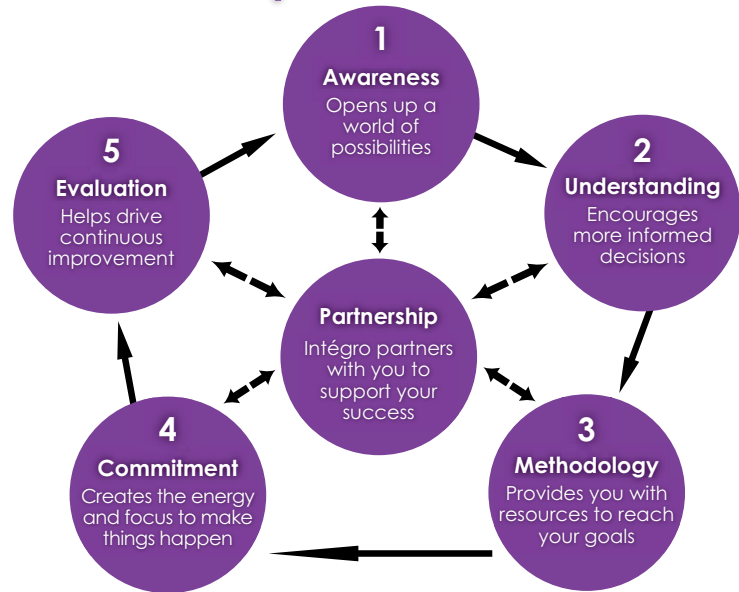 1
Awareness
Opens up a
world of
possibilities
2
Understanding
Encourages
more informed
decisions
3
Methodology
Provides you with
resources to reach
your goals
4
Commitment
Creates the energy
and focus to make
things happen
5
Evaluation
Helps drive
continuous
improvement
Partnership
Intégro partners
with you to
support your
success